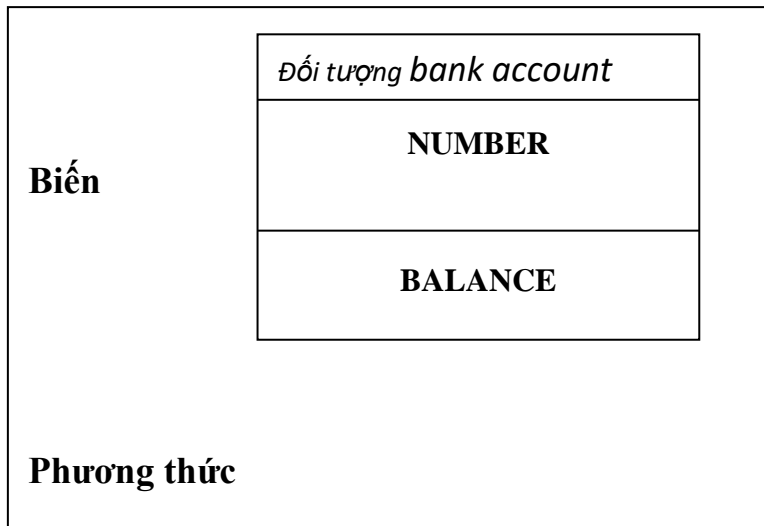 Đối tượng bank account
NUMBER
Biến
BALANCE
Phương thức